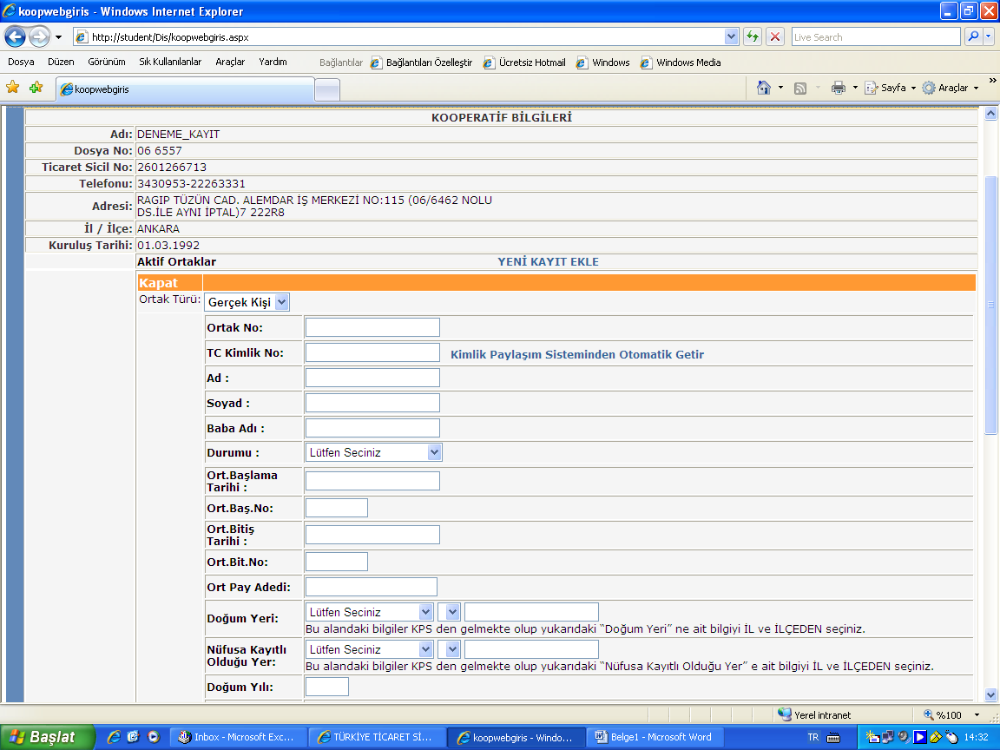 koopwebgiris - Windows Internet Explorer
http://student/Dis/koopwebgiris.aspx
Live Search
Dosya Düzen Görünüm Sık Kullanılanlar Araçlar Yardım Bağlantılar Bağlantıları Özelleştir Ücretsiz Hotmail Windows Windows Media
koopwebgiris Sayfa Araçlar »
KOOPERATİF BİLGİLERİ
Adı: DENEME_KAYIT
Dosya No: 06 6557
Ticaret Sicil No: 2601266713
Telefonu: 3430953-22263331
Adresi: RAGIP TÜZÜN CAD. ALEMDAR İŞ MERKEZİ NO:115 (06/6462 NOLU
DS.İLE AYNI İPTAL)7 222R8
İl / İlçe: ANKARA
Kuruluş Tarihi: 01.03.1992
Aktif Ortaklar YENİ KAYIT EKLE
Kapat
Ortak Türü: Gerçek Kişi
Ortak No:
TC Kimlik No: Kimlik Paylaşım Sisteminden Otomatik Getir
Ad :
Soyad :
Baba Adı :
Durumu : Lütfen Seciniz
Ort.Başlama
Tarihi :
Ort.Baş.No:
Ort.Bitiş
Tarihi :
Ort.Bit.No:
Ort Pay Adedi:
Doğum Yeri: Lütfen Seciniz
Bu alandaki bilgiler KPS den gelmekte olup yukarıdaki “Doğum Yeri” ne ait bilgiyi İL ve İLÇEDEN seçiniz.
Nüfusa Kayıtlı
Olduğu Yer: Lütfen Seciniz
Bu alandaki bilgiler KPS den gelmekte olup yukarıdaki “Nüfusa Kayıtlı Olduğu Yer” e ait bilgiyi İL ve İLÇEDEN seçiniz.
Doğum Yılı:
Yerel intranet %100
Başlat Inbox - Microsoft Exc... TÜRKİYE TİCARET Sİ... koopwebgiris - Windo... Belge1 - Microsoft Word TR 14:32